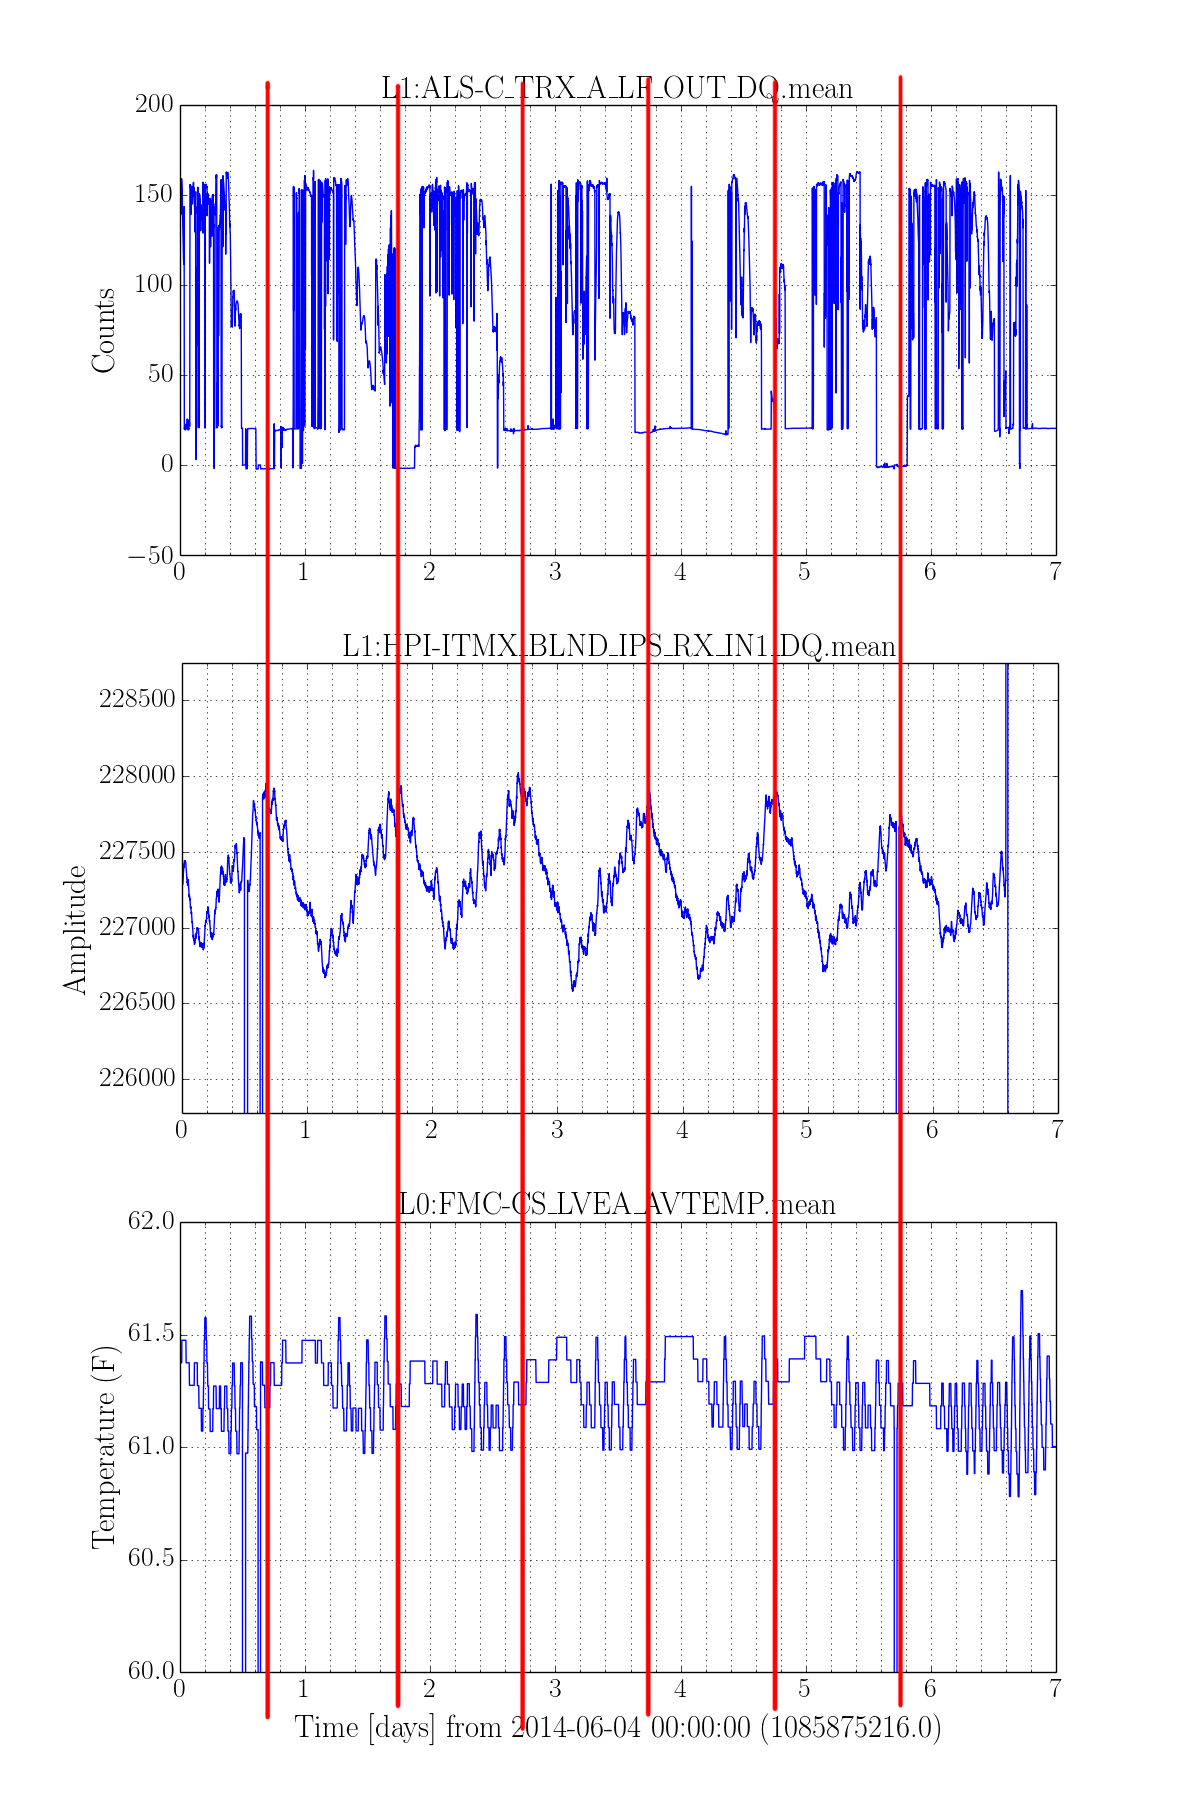 L1:ALS-C_TRX_A_LF_OUT_DQ.mean
200
150
100
50
0
−50
Counts
0 1 2 3 4 5 6 7
L1:HPI-ITMX_BLND_IPS_RX_IN1_DQ.mean
228500
228000
227500
227000
226500
226000
Amplitude
0 1 2 3 4 5 6 7
L0:FMC-CS_LVEA_AVTEMP.mean
62.0
61.5
61.0
60.5
60.0
Temperature (F)
0 1 2 3 4 5 6 7
Time [days] from 2014-06-04 00:00:00 (1085875216.0)